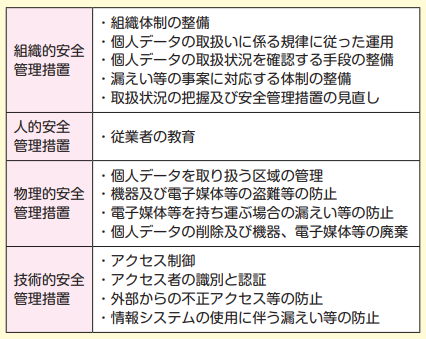 組織的安全
管理措置
・組織体制の整備
・個人データの取扱いに係る規律に従った運用
・個人データの取扱状況を確認する手段の整備
・漏えい等の事案に対応する体制の整備
・取扱状況の把握及び安全管理措置の見直し
人的安全
管理措置
・従業者の教育
物理的安全
管理措置
・個人データを取り扱う区域の管理
・機器及び電子媒体等の盗難等の防止
・電子媒体等を持ち運ぶ場合の漏えい等の防止
・個人データの削除及び機器、電子媒体等の廃棄
技術的安全
管理措置
・アクセス制御
・アクセス者の識別と認証
・外部からの不正アクセス等の防止
・情報システムの使用に伴う漏えい等の防止